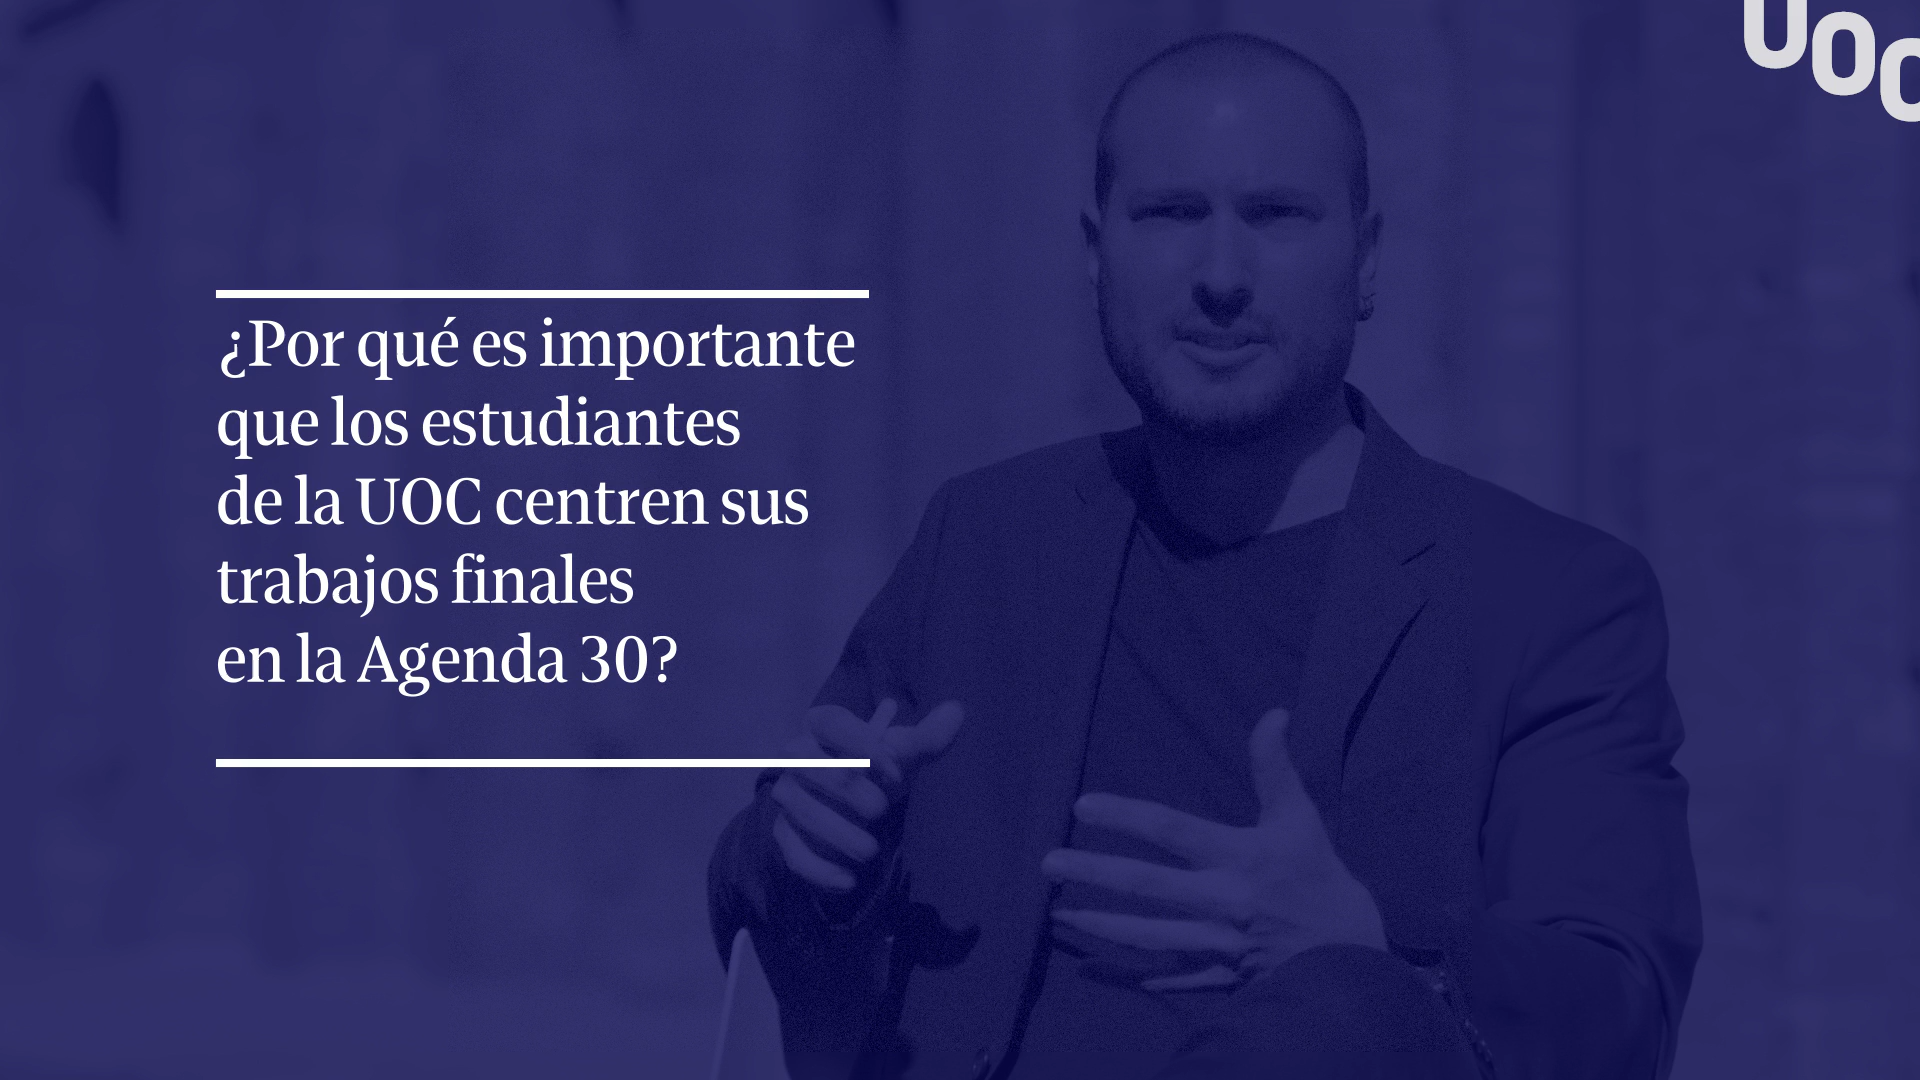 UOC
¿Por qué es importante
que los estudiantes
de la UOC centren sus
trabajos finales
en la Agenda 30?